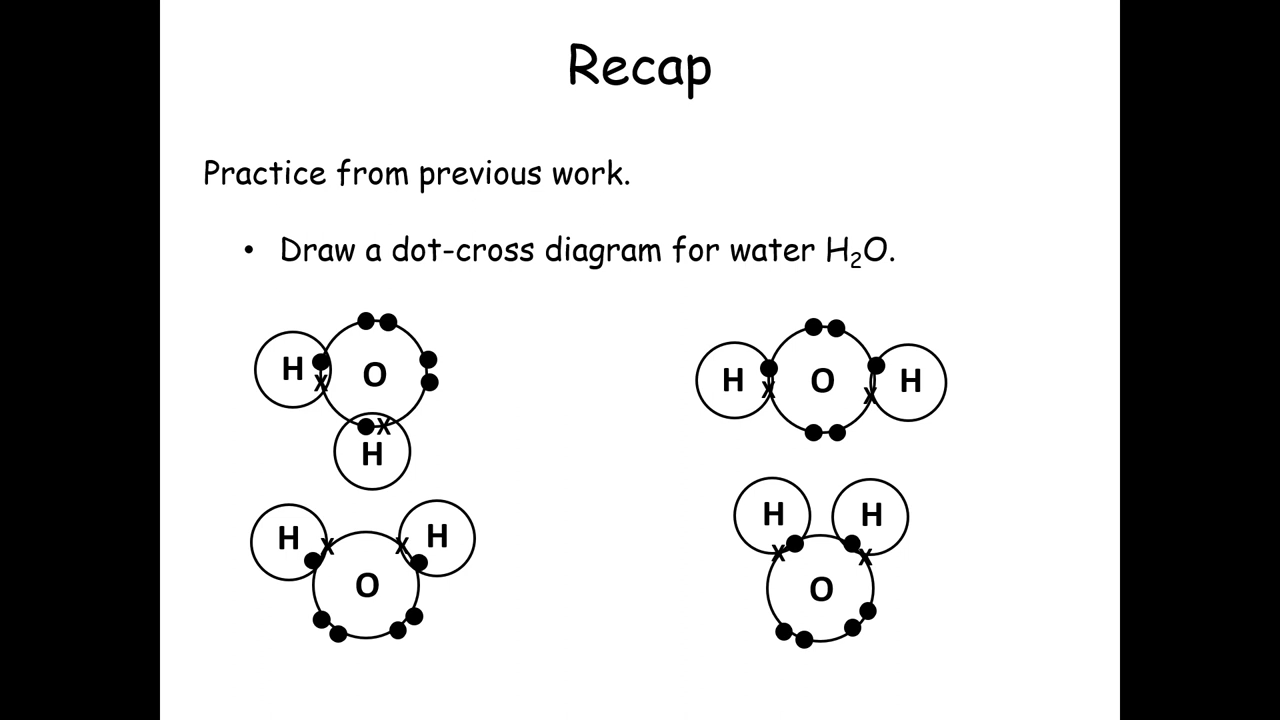 Recap
Practice from previous work.
• Draw a dot-cross diagram for water H₂O.
H O
x
x
H
H O H
x x
H H
x x
O
H H
x x
O